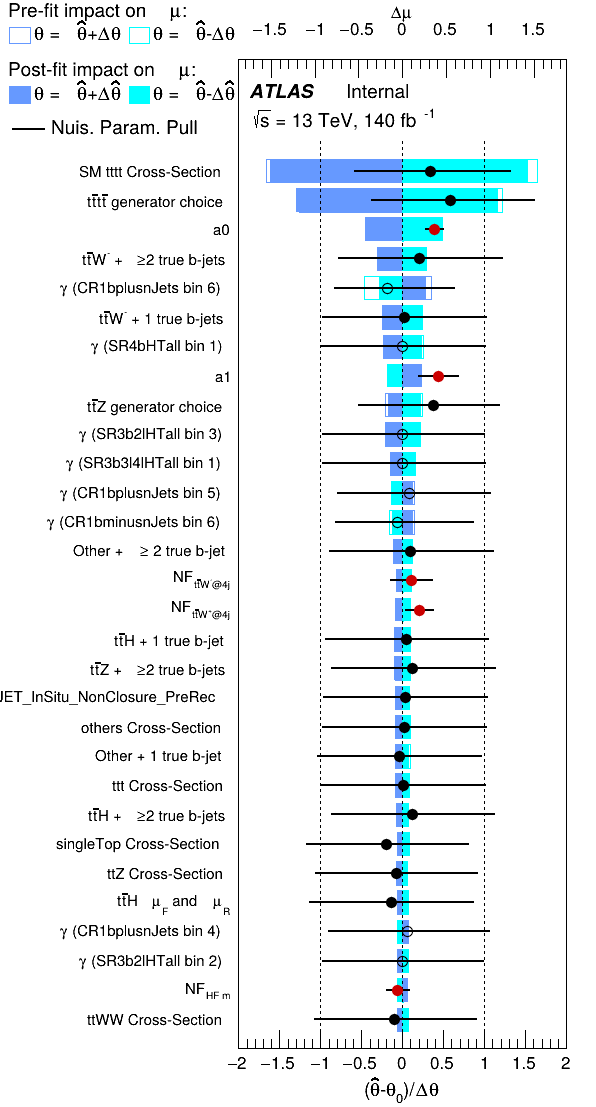 Pre-fit impact on μ:
θ = θ̂+Δθ θ = θ̂-Δθ
Δμ
−1.5 −1 −0.5 0 0.5 1 1.5
Post-fit impact on μ:
θ = θ̂+Δθ̂ θ = θ̂-Δθ̂
Nuis. Param. Pull
ATLAS Internal
√s = 13 TeV, 140 fb⁻¹
SM tttt Cross-Section
tt̄tt̄ generator choice
a0
tt̄W⁻ + ≥2 true b-jets
γ (CR1bplusnJets bin 6)
tt̄W⁻ + 1 true b-jets
γ (SR4bHTall bin 1)
a1
tt̄Z generator choice
γ (SR3b2lHTall bin 3)
γ (SR3b3l4lHTall bin 1)
γ (CR1bplusnJets bin 5)
γ (CR1bminusnJets bin 6)
Other + ≥ 2 true b-jet
NF tt̄W⁻@4j
NF tt̄W⁺@4j
tt̄H + 1 true b-jet
tt̄Z + ≥2 true b-jets
JET_InSitu_NonClosure_PreRec
others Cross-Section
Other + 1 true b-jet
ttt Cross-Section
tt̄H + ≥2 true b-jets
singleTop Cross-Section
ttZ Cross-Section
tt̄H μF and μR
γ (CR1bplusnJets bin 4)
γ (SR3b2lHTall bin 2)
NF HF m
ttWW Cross-Section
−2 −1.5 −1 −0.5 0 0.5 1 1.5 2
(θ̂-θ₀)/Δθ